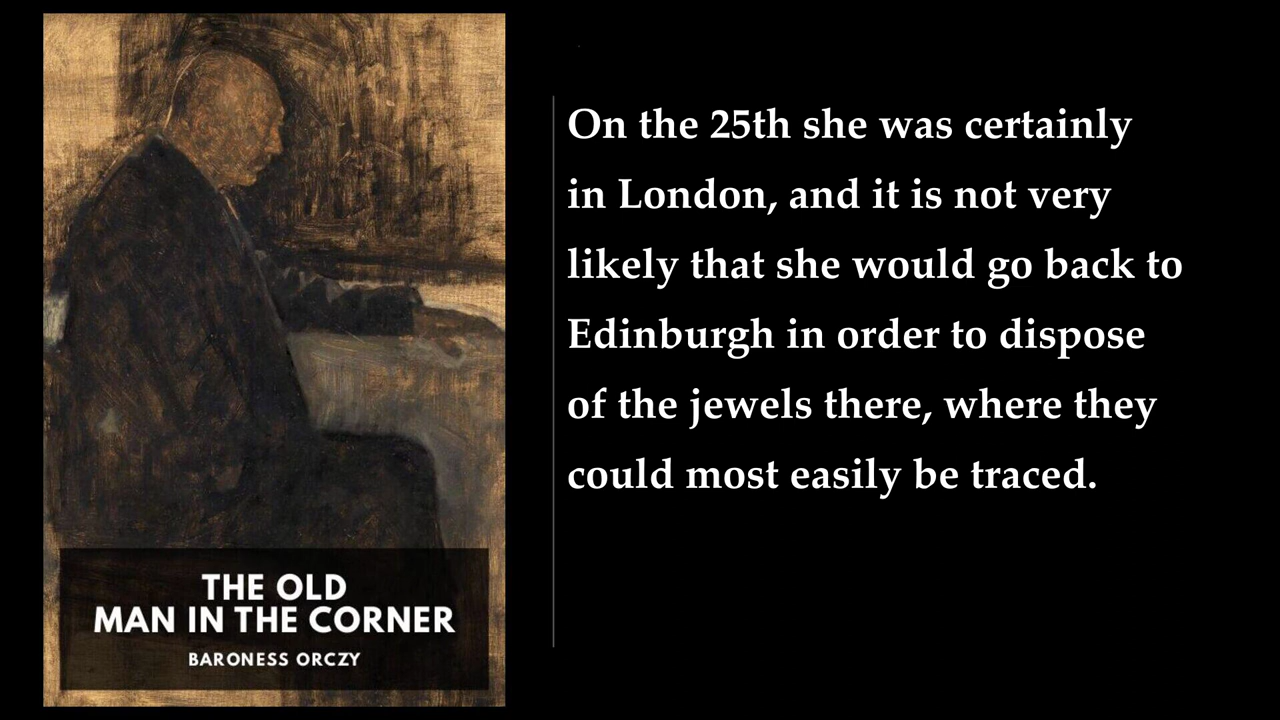 On the 25th she was certainly
in London, and it is not very
likely that she would go back to
Edinburgh in order to dispose
of the jewels there, where they
could most easily be traced.
THE OLD
MAN IN THE CORNER
BARONESS ORCZY